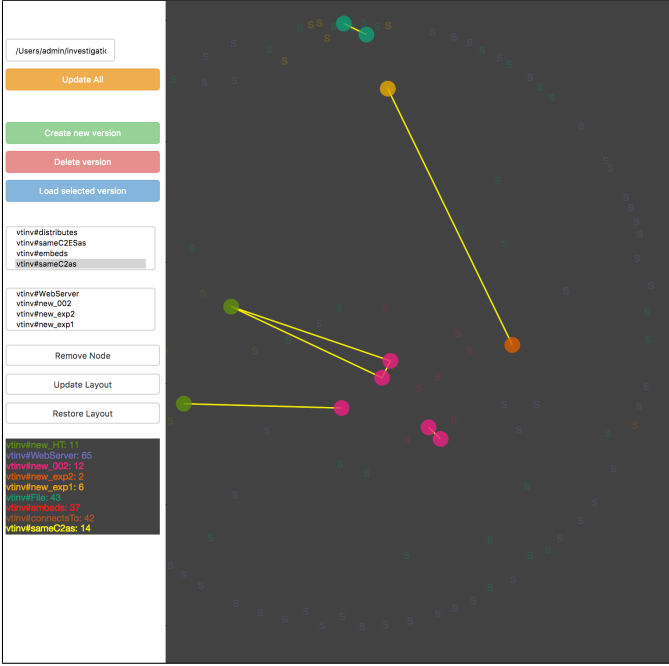 /Users/admin/investigatic
Update All
Create new version
Delete version
Load selected version
vtinv#distributes
vtinv#sameC2ESas
vtinv#embeds
vtinv#sameC2as
vtinv#WebServer
vtinv#new_002
vtinv#new_exp2
vtinv#new_exp1
Remove Node
Update Layout
Restore Layout
vtinv#new_HT: 11
vtinv#WebServer: 65
vtinv#new_002: 12
vtinv#new_exp2: 2
vtinv#new_exp1: 6
vtinv#File: 43
vtinv#embeds: 37
vtinv#connectsTo: 42
vtinv#sameC2as: 14